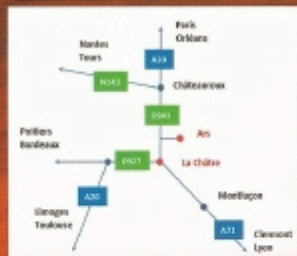 Paris
Orléans
Nantes
Tours
A20
N143
Châteauroux
D943
Ars
Poitiers
Bordeaux
D927
La Châtre
A20
Limoges
Toulouse
Montluçon
A71
Clermont
Lyon